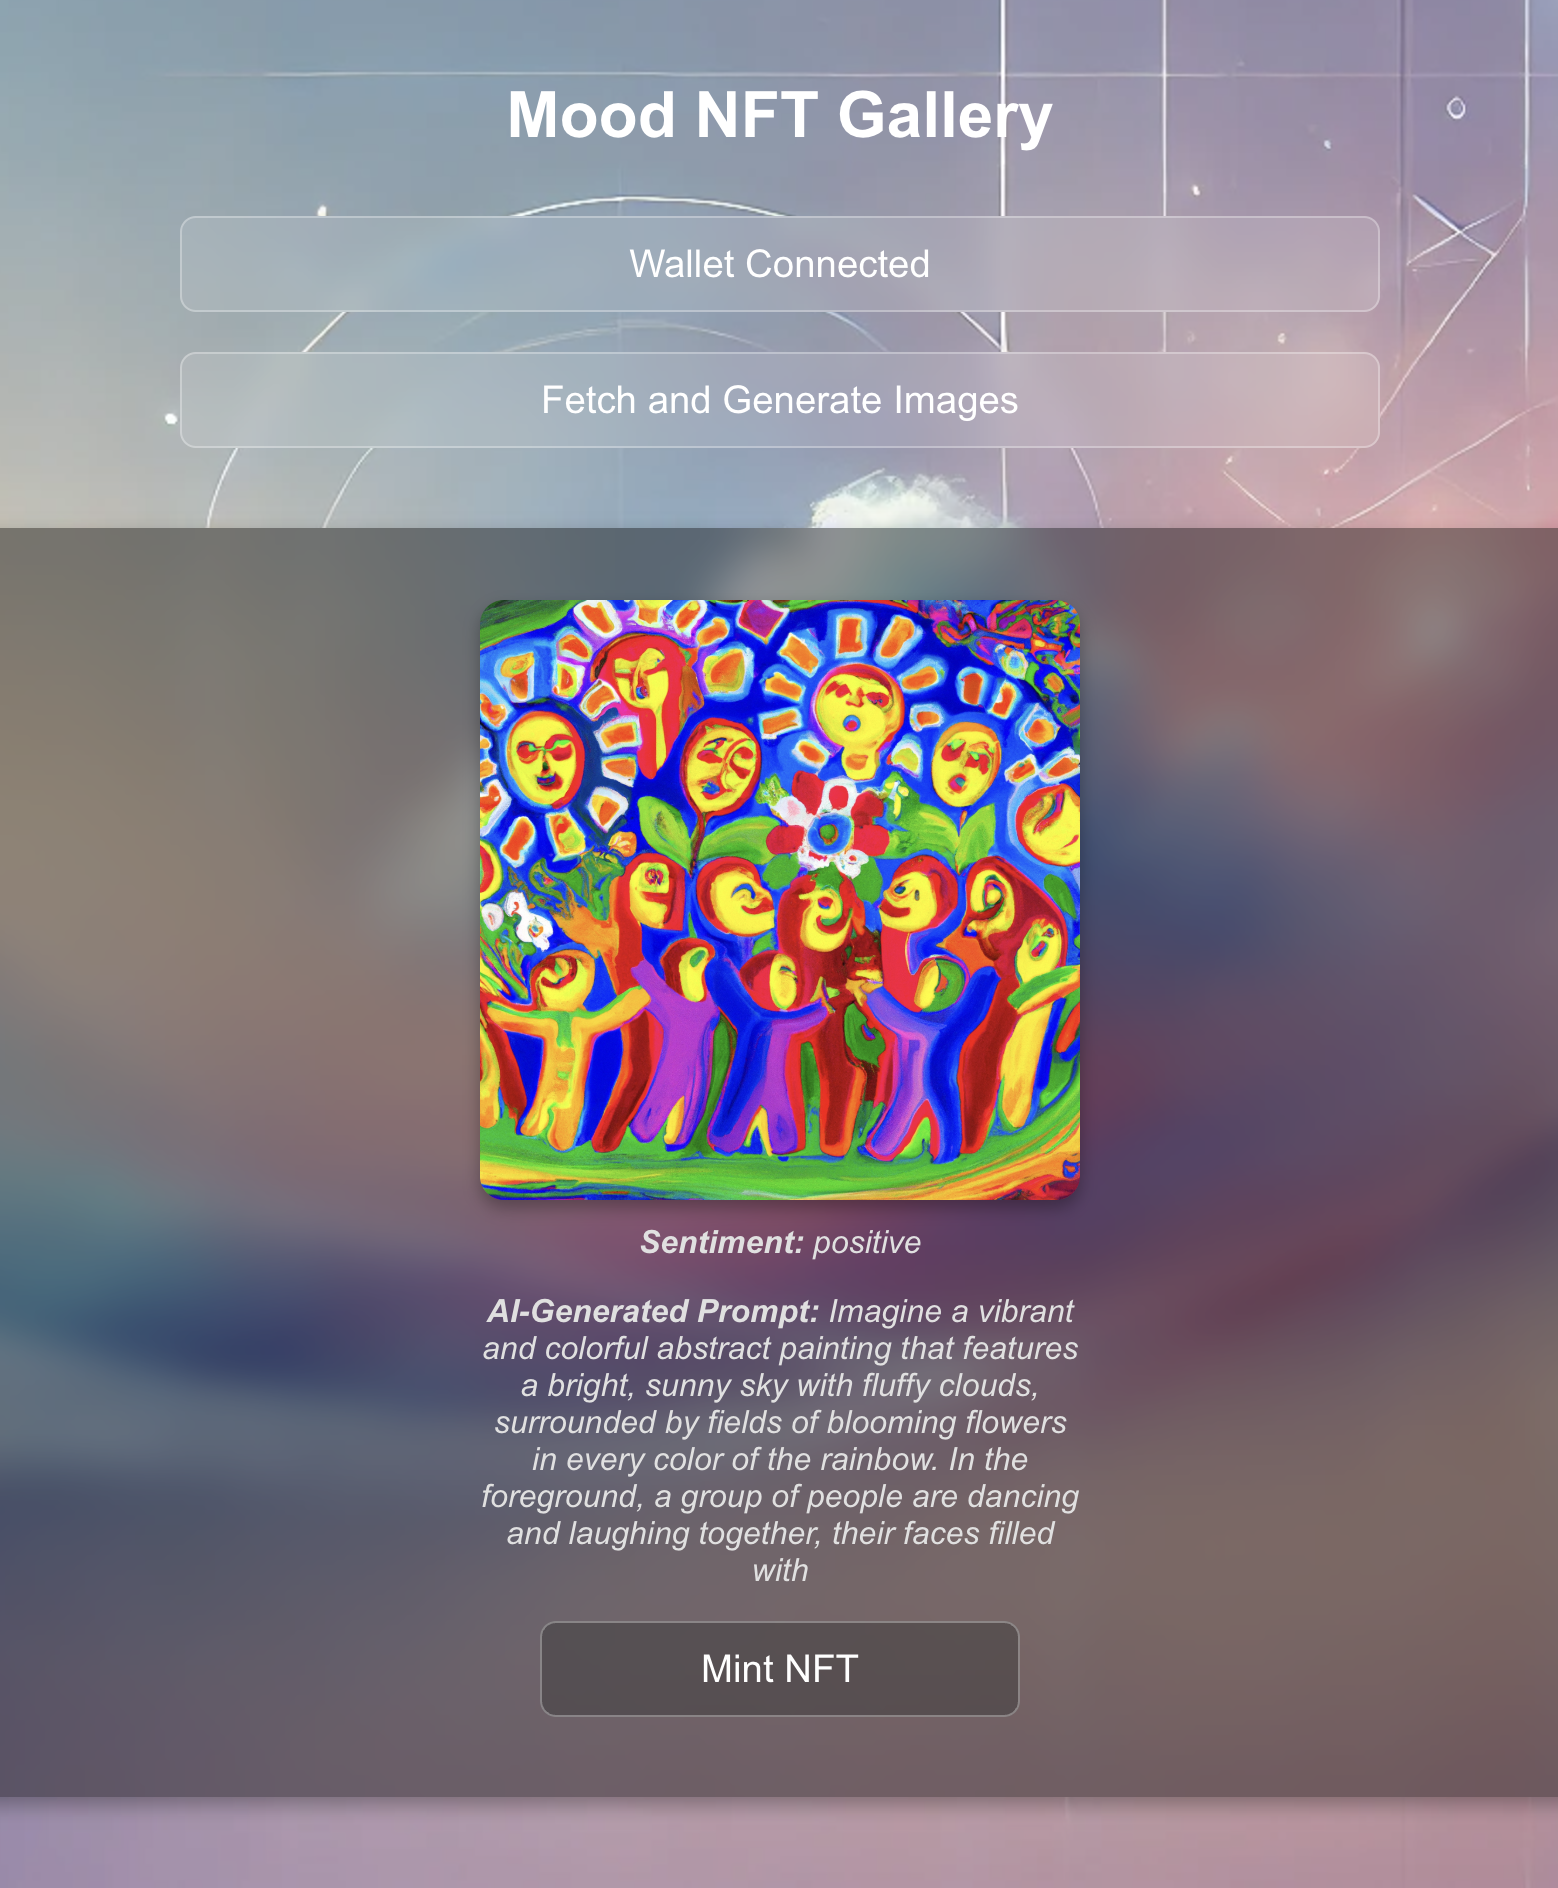 Mood NFT Gallery
Wallet Connected
Fetch and Generate Images
Sentiment: positive
AI-Generated Prompt: Imagine a vibrant
and colorful abstract painting that features
a bright, sunny sky with fluffy clouds,
surrounded by fields of blooming flowers
in every color of the rainbow. In the
foreground, a group of people are dancing
and laughing together, their faces filled
with
Mint NFT